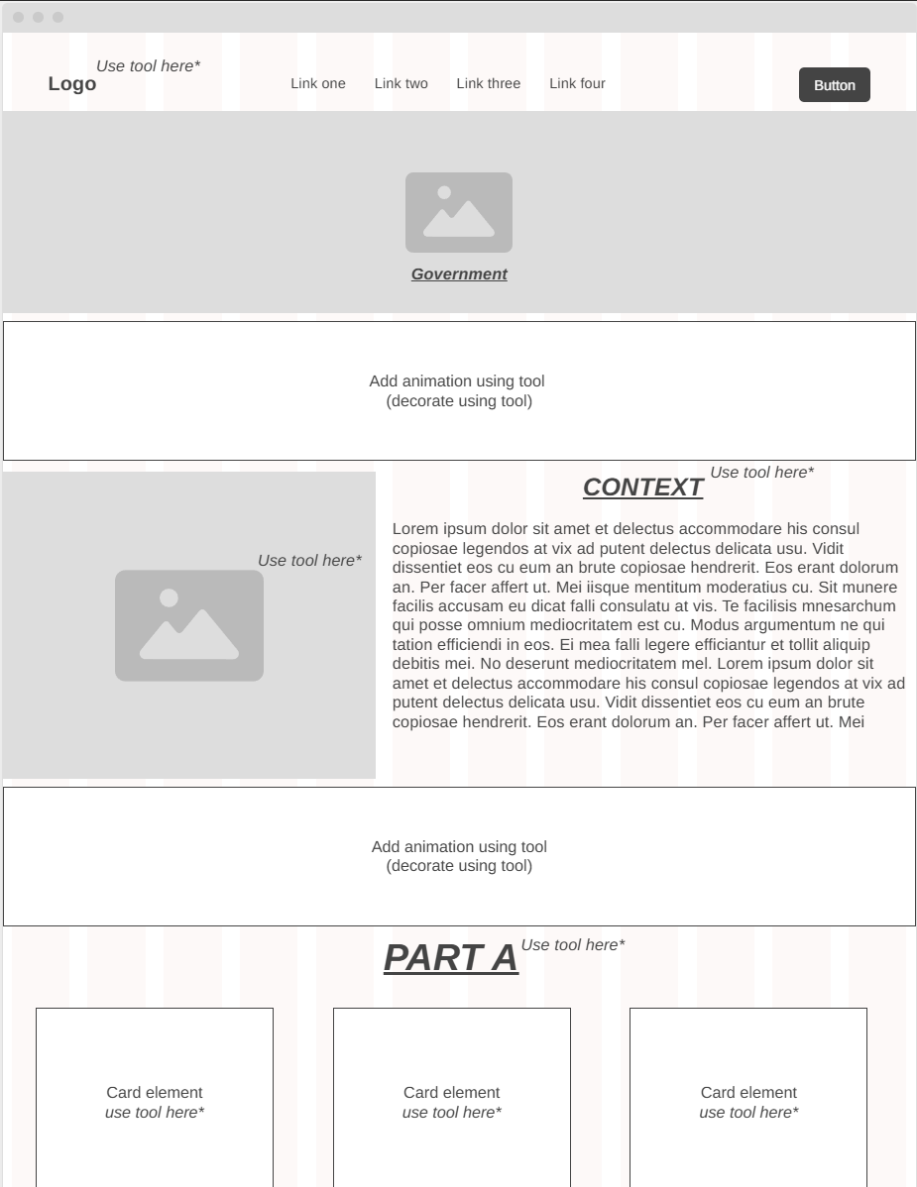 Use tool here*
Logo
Link one Link two Link three Link four
Button
Government
Add animation using tool
(decorate using tool)
Use tool here*
CONTEXT Use tool here*
Lorem ipsum dolor sit amet et delectus accommodare his consul
copiosae legendos at vix ad putent delectus delicata usu. Vidit
dissentiet eos cu eum an brute copiosae hendrerit. Eos erant dolorum
an. Per facer affert ut. Mei iisque mentitum moderatius cu. Sit munere
facilis accusam eu dicat falli consulatu at vis. Te facilisis mnesarchum
qui posse omnium mediocritatem est cu. Modus argumentum ne qui
tation efficiendi in eos. Ei mea falli legere efficiantur et tollit aliquip
debitis mei. No deserunt mediocritatem mel. Lorem ipsum dolor sit
amet et delectus accommodare his consul copiosae legendos at vix ad
putent delectus delicata usu. Vidit dissentiet eos cu eum an brute
copiosae hendrerit. Eos erant dolorum an. Per facer affert ut. Mei
Add animation using tool
(decorate using tool)
PART A Use tool here*
Card element
use tool here*
Card element
use tool here*
Card element
use tool here*